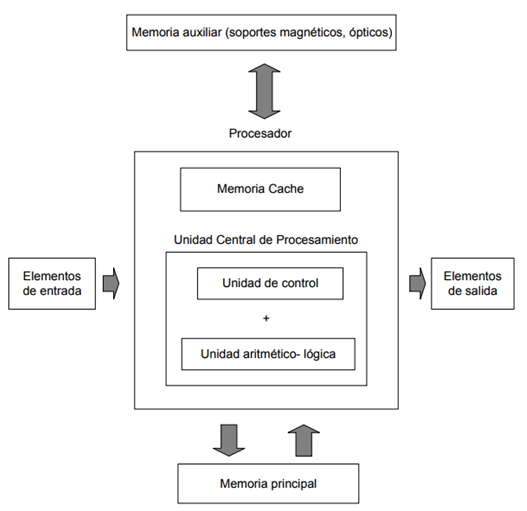 Memoria auxiliar (soportes magnéticos, ópticos)
Procesador
Memoria Cache
Unidad Central de Procesamiento
Elementos
de entrada
Unidad de control
+
Unidad aritmético- lógica
Elementos
de salida
Memoria principal